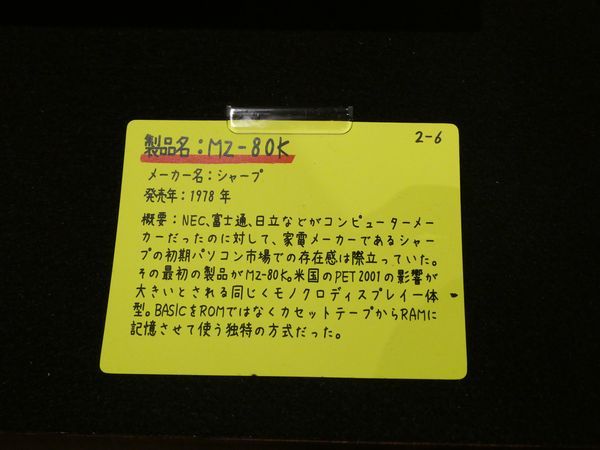 2-6
製品名：MZ-80K
メーカー名：シャープ
発売年：1978年
概要：NEC、富士通、日立などがコンピューターメー
カーだったのに対して、家電メーカーであるシャー
プの初期パソコン市場での存在感は際立っていた。
その最初の製品がMZ-80K。米国のPET2001の影響が
大きいとされる同じくモノクロディスプレイ一体
型。BASICをROMではなくカセットテープからRAMに
記憶させて使う独特の方式だった。